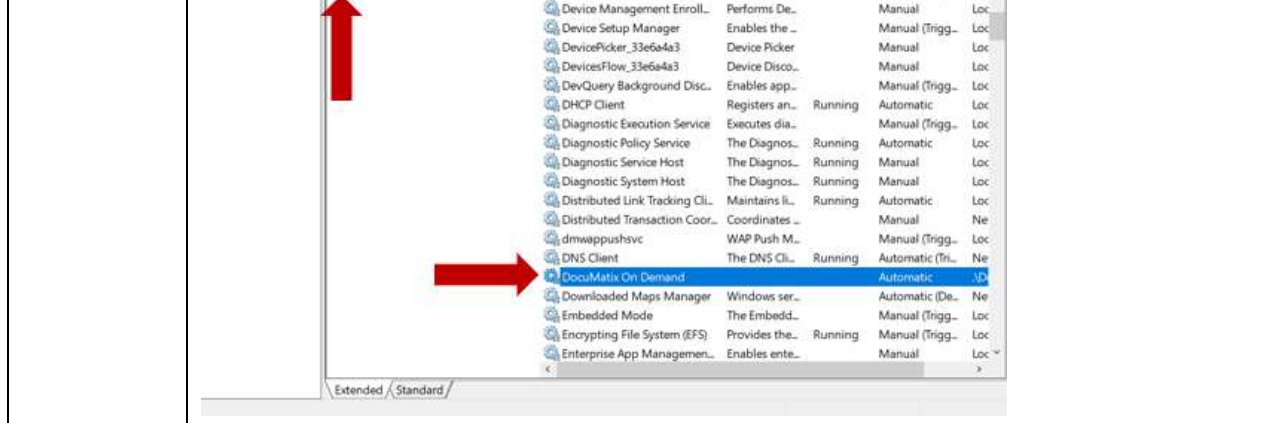 Device Management Enroll... Performs De... Manual Loc
Device Setup Manager Enables the ... Manual (Trigg... Loc
DevicePicker_33e6a4a3 Device Picker Manual Loc
DevicesFlow_33e6a4a3 Device Disco... Manual Loc
DevQuery Background Disc... Enables app... Manual (Trigg... Loc
DHCP Client Registers an... Running Automatic Loc
Diagnostic Execution Service Executes dia... Manual (Trigg... Loc
Diagnostic Policy Service The Diagnos... Running Automatic Loc
Diagnostic Service Host The Diagnos... Running Manual Loc
Diagnostic System Host The Diagnos... Running Manual Loc
Distributed Link Tracking Cli... Maintains li... Running Automatic Loc
Distributed Transaction Coor... Coordinates ... Manual Ne
dmwappushsvc WAP Push M... Manual (Trigg... Loc
DNS Client The DNS Cli... Running Automatic (Tri... Ne
DocuMatix On Demand Automatic .\D
Downloaded Maps Manager Windows ser... Automatic (De... Ne
Embedded Mode The Embedd... Manual (Trigg... Loc
Encrypting File System (EFS) Provides the... Running Manual (Trigg... Loc
Enterprise App Managemen... Enables ente... Manual Loc
Extended Standard